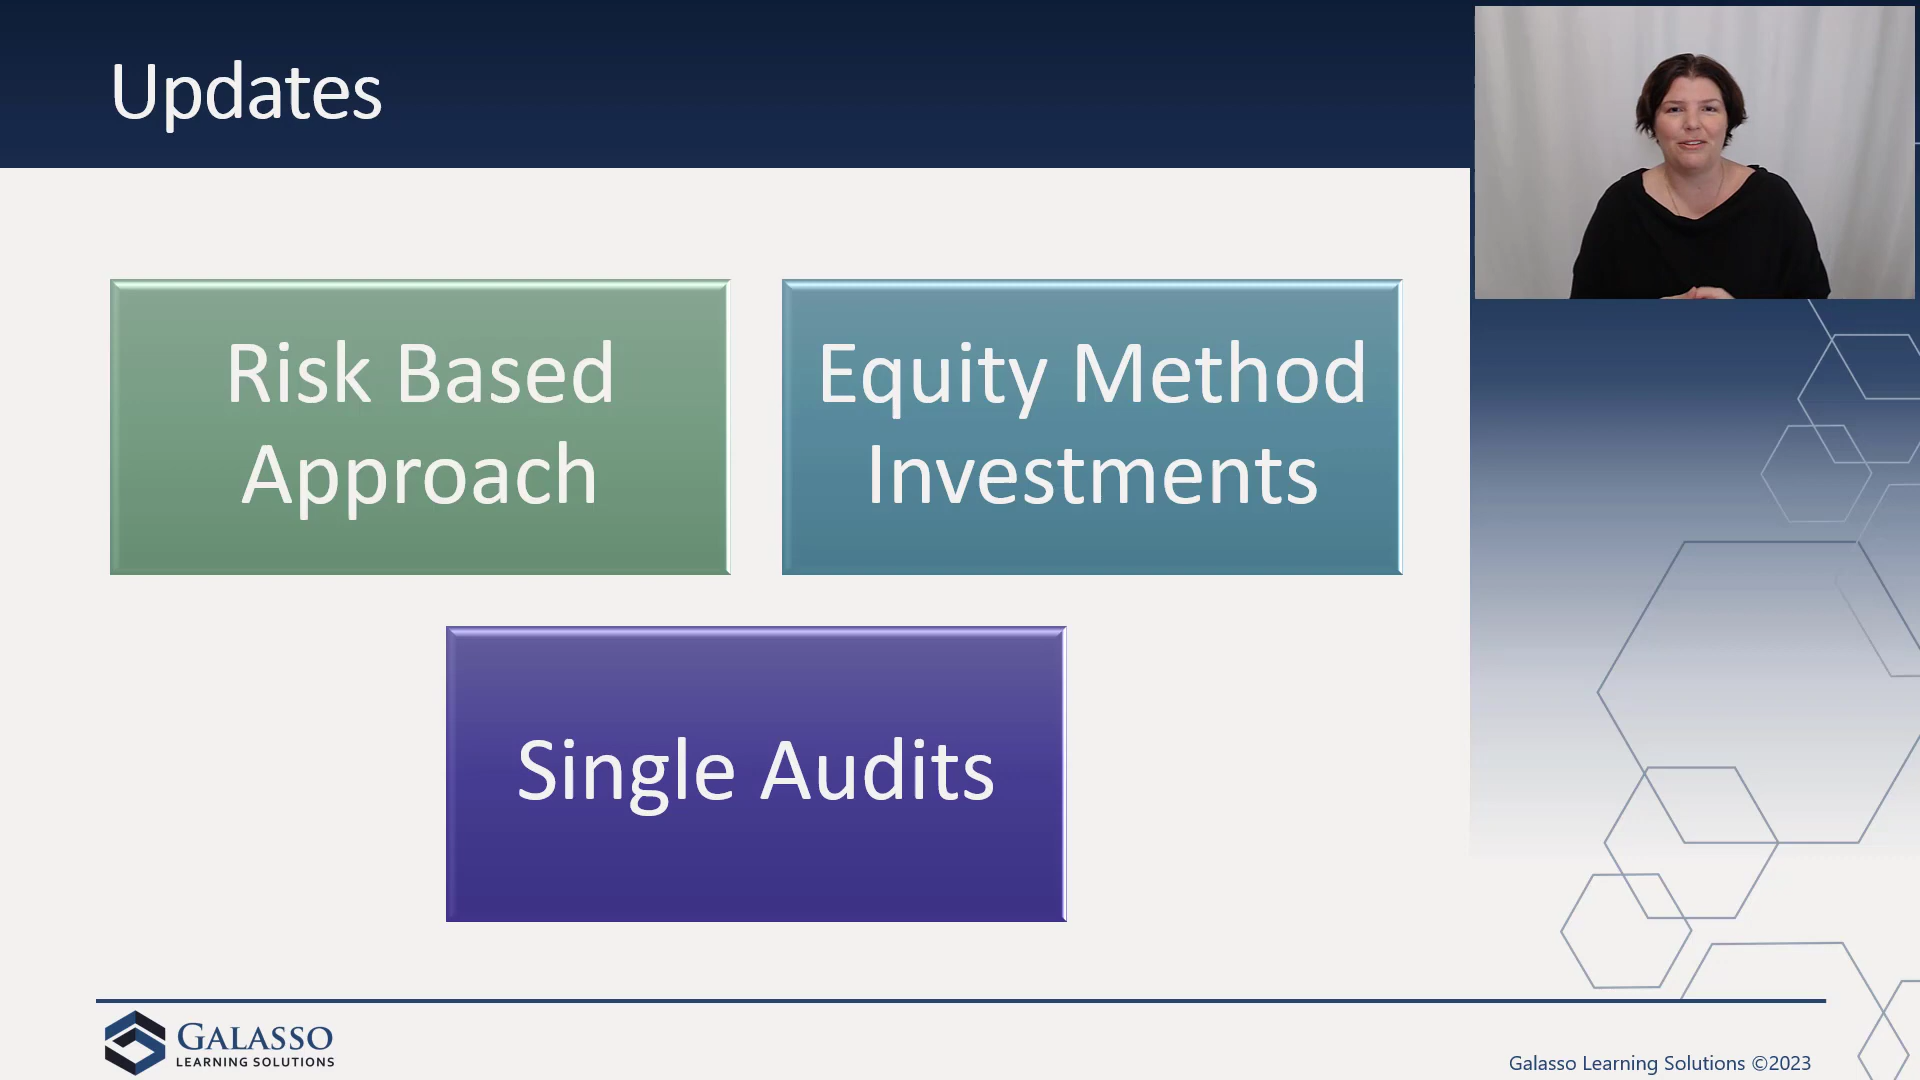 Updates
Risk Based
Approach
Equity Method
Investments
Single Audits
GALASSO
LEARNING SOLUTIONS
Galasso Learning Solutions ©2023